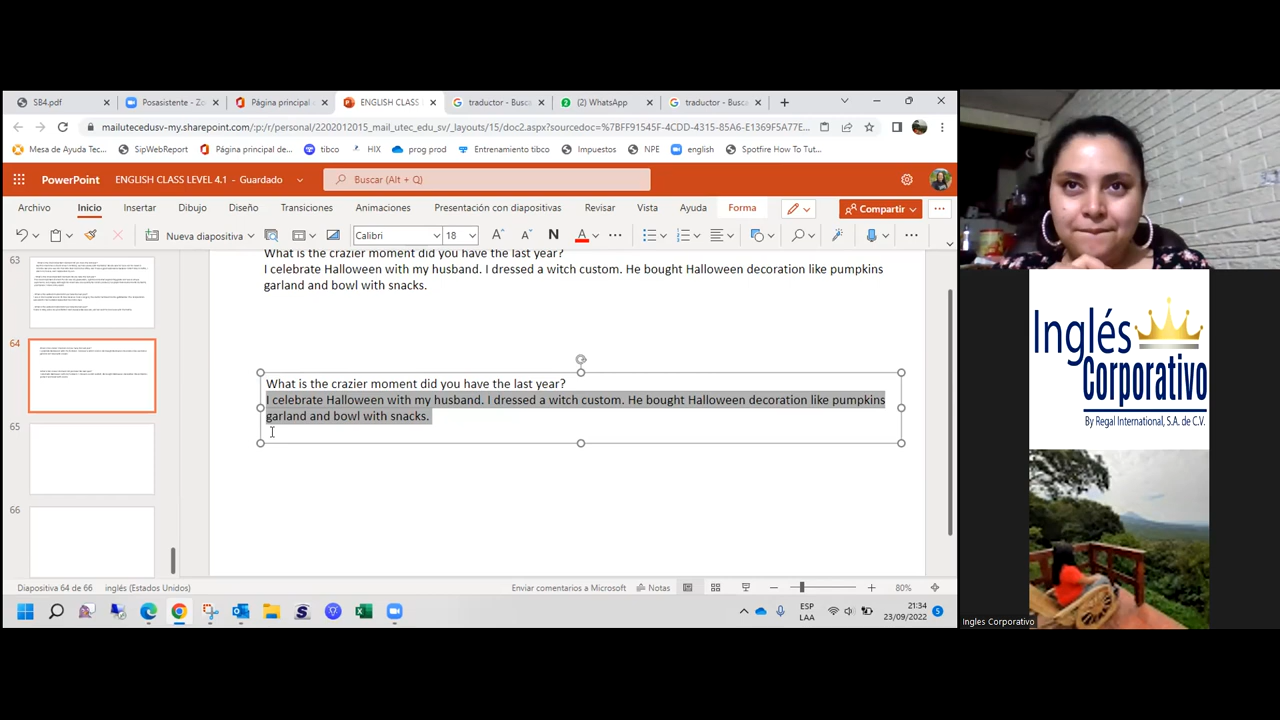 SB4.pdf
Posasistente - Zo
Página principal
ENGLISH CLASS
traductor - Busca
(2) WhatsApp
traductor - Busca
mailutecedusv-my.sharepoint.com/:p:/r/personal/2202012015_mail_utec_edu_sv/_layouts/15/doc2.aspx?sourcedoc=%7BFF91545F-4CDD-4315-85A6-E1369F5A77E...
Mesa de Ayuda Tec...
SipWebReport
Página principal de...
tibco
HIX
prog prod
Entrenamiento tibco
Impuestos
NPE
english
Spotfire How To Tut...
PowerPoint
ENGLISH CLASS LEVEL 4.1 - Guardado
Buscar (Alt + Q)
Archivo
Inicio
Insertar
Dibujo
Diseño
Transiciones
Animaciones
Presentación con diapositivas
Revisar
Vista
Ayuda
Forma
Compartir
Nueva diapositiva
Calibri
18
N
What is the crazier moment did you have the last year?
I celebrate Halloween with my husband. I dressed a witch custom. He bought Halloween decoration like pumpkins
garland and bowl with snacks.
What is the crazier moment did you have the last year?
I celebrate Halloween with my husband. I dressed a witch custom. He bought Halloween decoration like pumpkins
garland and bowl with snacks.
63
64
65
66
Diapositiva 64 de 66
inglés (Estados Unidos)
Enviar comentarios a Microsoft
Notas
80%
ESP
LAA
21:34
23/09/2022
5
Inglés
Corporativo
By Regal International, S.A. de C.V.
Ingles Corporativo